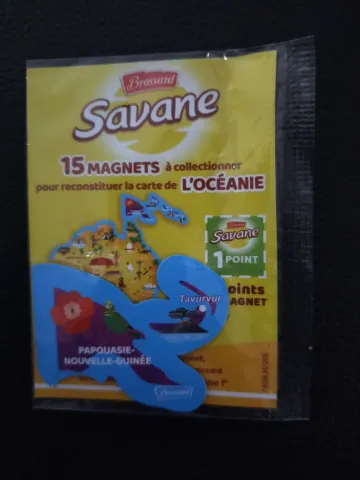 Brossard
Savane
15 MAGNETS à collectionner
pour reconstituer la carte de L'OCÉANIE
Savane
1 POINT
Tavurvur
points
MAGNET
PAPOUASIE-
NOUVELLE-GUINÉE
Brossard